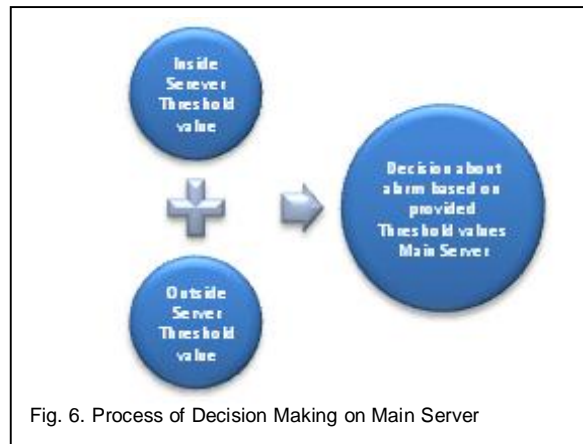 Inside
Serever
Threshold
value
Outside
Server
Threshold
value
Decision about
alarm based on
provided
Threshold values
Main Server
Fig. 6. Process of Decision Making on Main Server